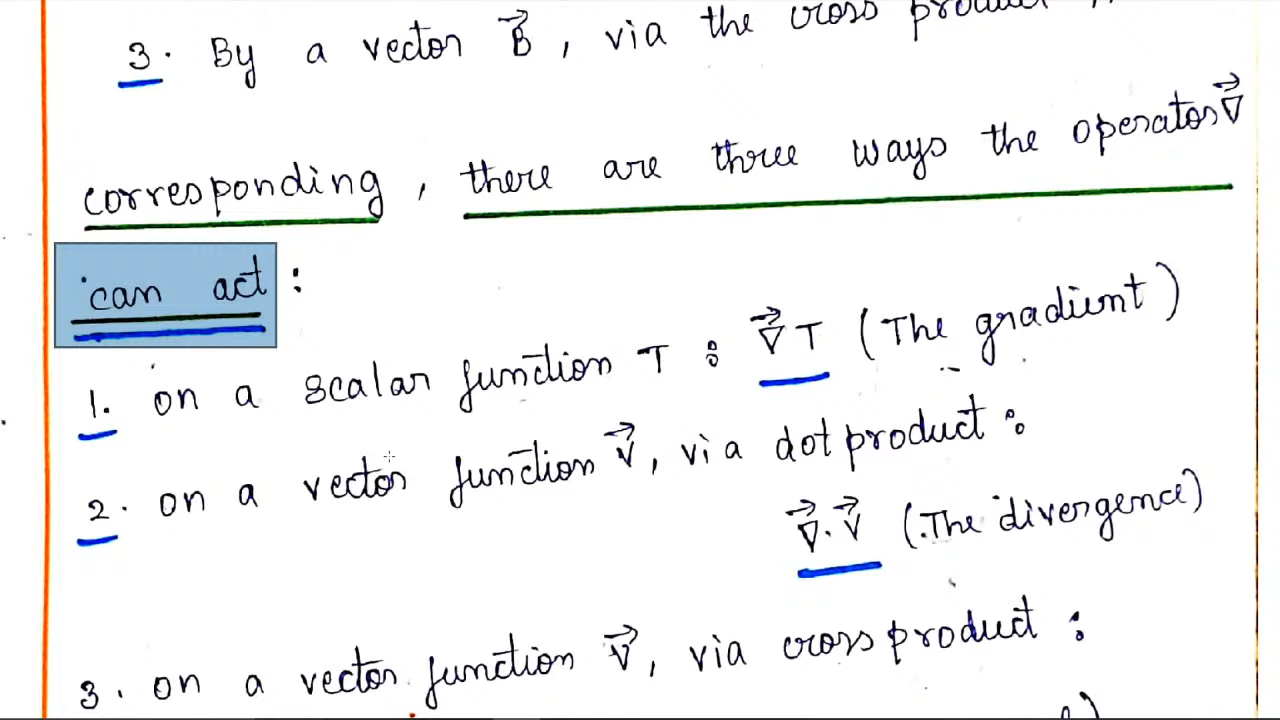 3. By a vector B⃗, via the cross product
corresponding, there are three ways the operator ∇⃗
can act :
1. on a scalar function T : ∇⃗T (The gradient)
2. on a vector function V⃗, via dot product :
∇⃗.V⃗ (The divergence)
3. on a vector function V⃗, via cross product :